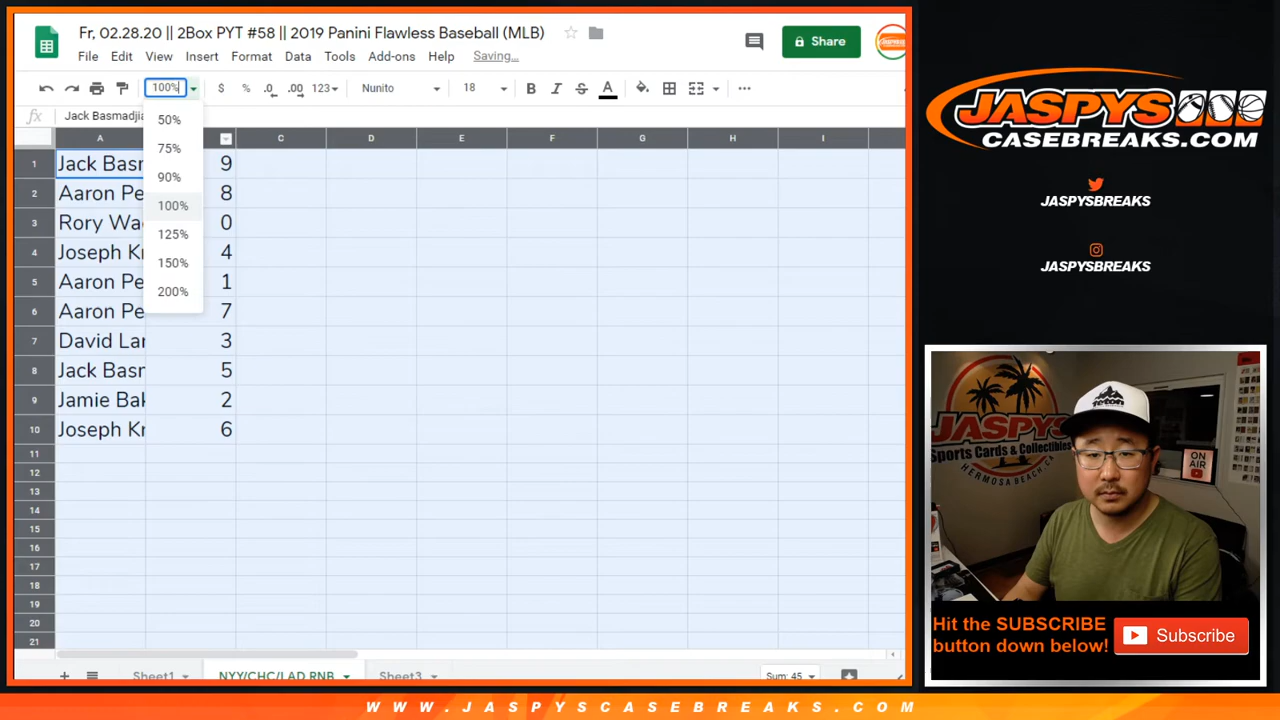 Fr, 02.28.20 || 2Box PYT #58 || 2019 Panini Flawless Baseball (MLB)
File Edit View Insert Format Data Tools Add-ons Help Saving...
Share
100% $ % .0 .00 123 Nunito 18 B I S A
fx Jack Basmadjia
50%
75%
90%
100%
125%
150%
200%
A C D E F G H I
1 Jack Basm 9
2 Aaron Pe 8
3 Rory Wa 0
4 Joseph Kr 4
5 Aaron Pe 1
6 Aaron Pe 7
7 David Lar 3
8 Jack Basm 5
9 Jamie Bak 2
10 Joseph Kr 6
11
12
13
14
15
16
17
18
19
20
21
Sheet1 NYY/CHC/LAD RNB Sheet3 Sum: 45
JASPYS
CASEBREAKS.COM
JASPYSBREAKS
JASPYSBREAKS
JASPYS
Sports Cards & Collectibles
HERMOSA BEACH, CA
ON AIR
TETON
Hit the SUBSCRIBE
button down below!
Subscribe
WWW.JASPYSCASEBREAKS.COM